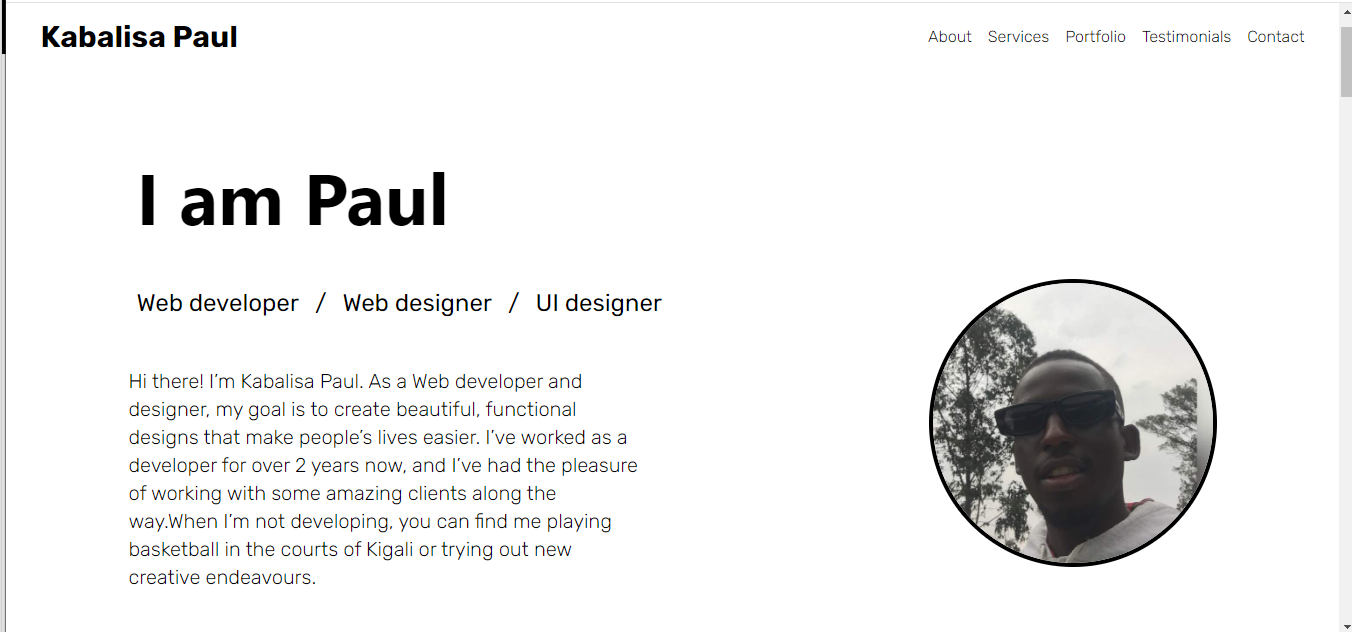 Kabalisa Paul
About Services Portfolio Testimonials Contact
I am Paul
Web developer / Web designer / UI designer
Hi there! I’m Kabalisa Paul. As a Web developer and
designer, my goal is to create beautiful, functional
designs that make people’s lives easier. I’ve worked as a
developer for over 2 years now, and I’ve had the pleasure
of working with some amazing clients along the
way.When I’m not developing, you can find me playing
basketball in the courts of Kigali or trying out new
creative endeavours.